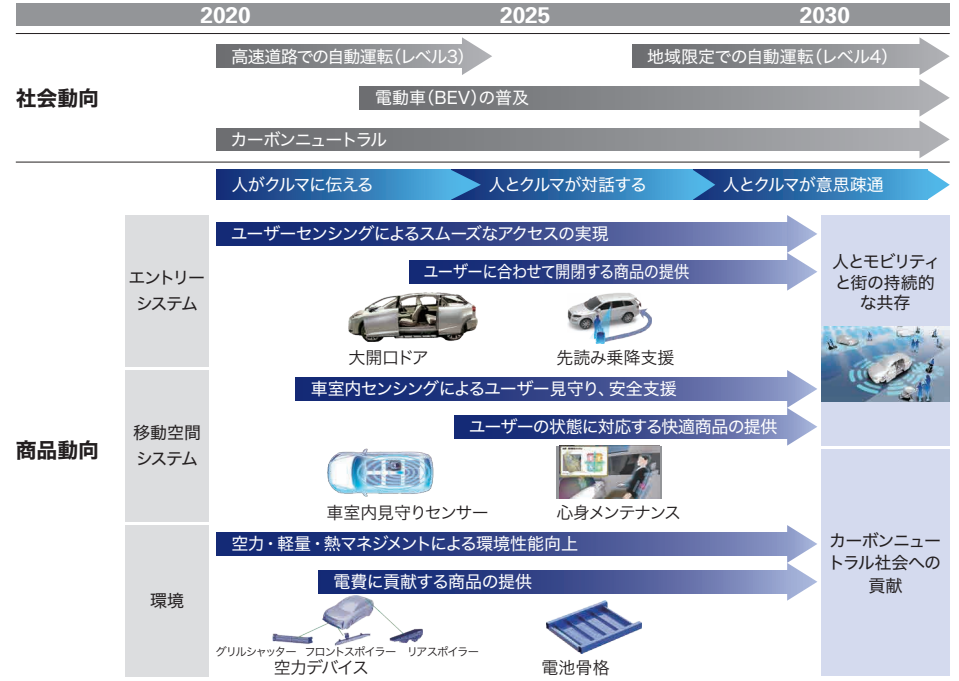 2020 2025 2030
社会動向
高速道路での自動運転（レベル3）
地域限定での自動運転（レベル4）
電動車（BEV）の普及
カーボンニュートラル
人がクルマに伝える
人とクルマが対話する
人とクルマが意思疎通
商品動向
エントリー
システム
ユーザーセンシングによるスムーズなアクセスの実現
ユーザーに合わせて開閉する商品の提供
大開口ドア
先読み乗降支援
移動空間
システム
車室内センシングによるユーザー見守り、安全支援
ユーザーの状態に対応する快適商品の提供
車室内見守りセンサー
心身メンテナンス
環境
空力・軽量・熱マネジメントによる環境性能向上
電費に貢献する商品の提供
グリルシャッター フロントスポイラー リアスポイラー
空力デバイス
電池骨格
人とモビリティ
と街の持続的
な共存
カーボンニュー
トラル社会への
貢献